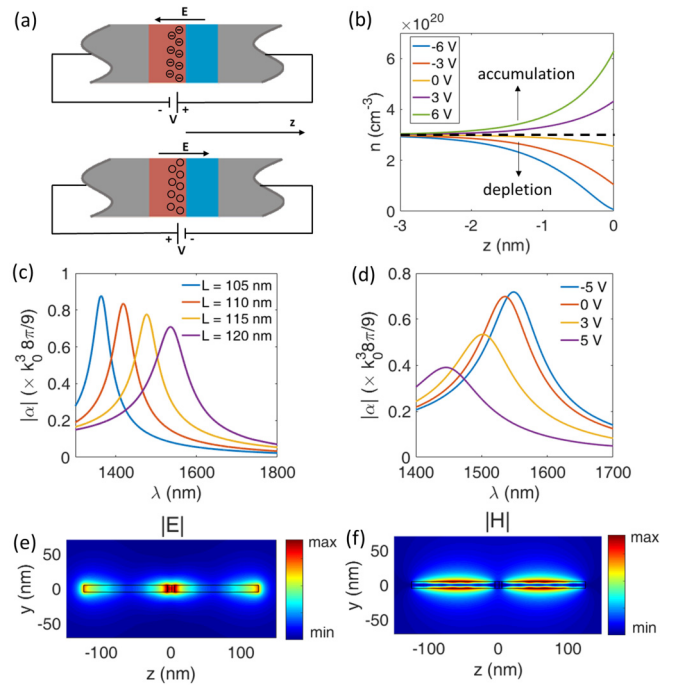 (a)
E
⊖
- +
V
z
E
+ -
V
(b)
×10^20
-6 V
-3 V
0 V
3 V
6 V
accumulation
depletion
n (cm⁻³)
6
4
2
0
-3 -2 -1 0
z (nm)
(c)
L = 105 nm
L = 110 nm
L = 115 nm
L = 120 nm
|α| (× k₀³ 8π/9)
1
0.8
0.6
0.4
0.2
0
1400 1600 1800
λ (nm)
(d)
-5 V
0 V
3 V
5 V
|α| (× k₀³ 8π/9)
0.8
0.6
0.4
0.2
0
1400 1500 1600 1700
λ (nm)
(e)
|E|
max
min
y (nm)
50
0
-50
-100 0 100
z (nm)
(f)
|H|
max
min
y (nm)
50
0
-50
-100 0 100
z (nm)